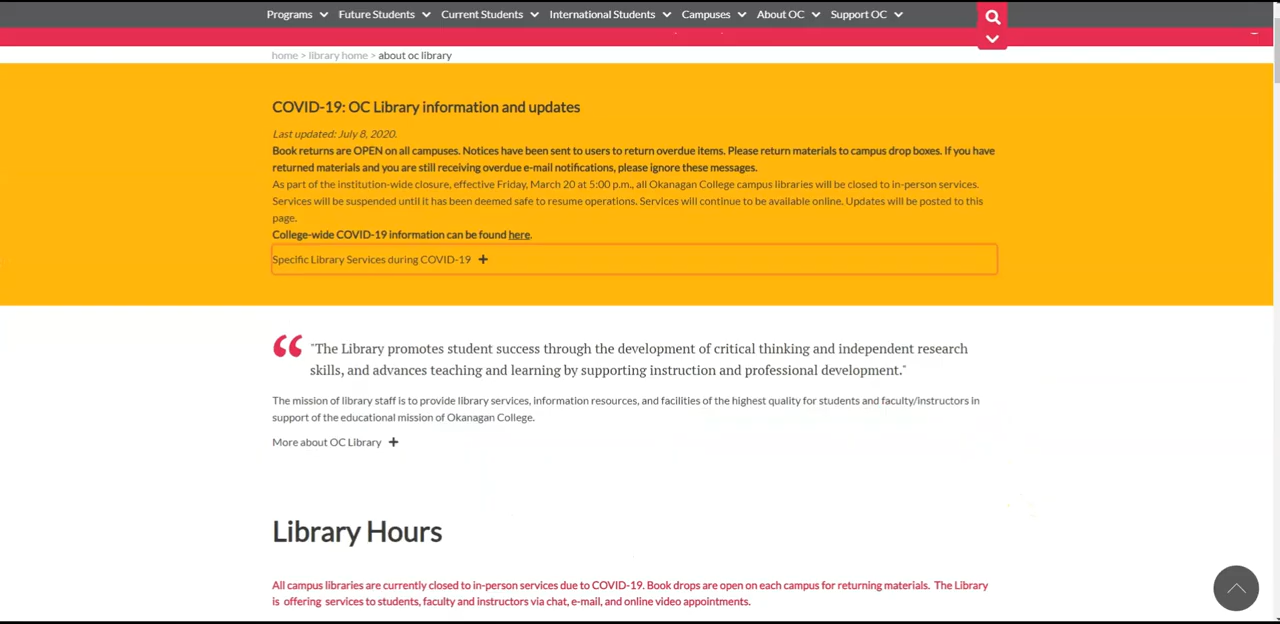 Programs Future Students Current Students International Students Campuses About OC Support OC
home > library home > about oc library
COVID-19: OC Library information and updates
Last updated: July 8, 2020.
Book returns are OPEN on all campuses. Notices have been sent to users to return overdue items. Please return materials to campus drop boxes. If you have
returned materials and you are still receiving overdue e-mail notifications, please ignore these messages.
As part of the institution-wide closure, effective Friday, March 20 at 5:00 p.m., all Okanagan College campus libraries will be closed to in-person services.
Services will be suspended until it has been deemed safe to resume operations. Services will continue to be available online. Updates will be posted to this
page.
College-wide COVID-19 information can be found here.
Specific Library Services during COVID-19 +
"The Library promotes student success through the development of critical thinking and independent research
skills, and advances teaching and learning by supporting instruction and professional development."
The mission of library staff is to provide library services, information resources, and facilities of the highest quality for students and faculty/instructors in
support of the educational mission of Okanagan College.
More about OC Library +
Library Hours
All campus libraries are currently closed to in-person services due to COVID-19. Book drops are open on each campus for returning materials. The Library
is offering services to students, faculty and instructors via chat, e-mail, and online video appointments.